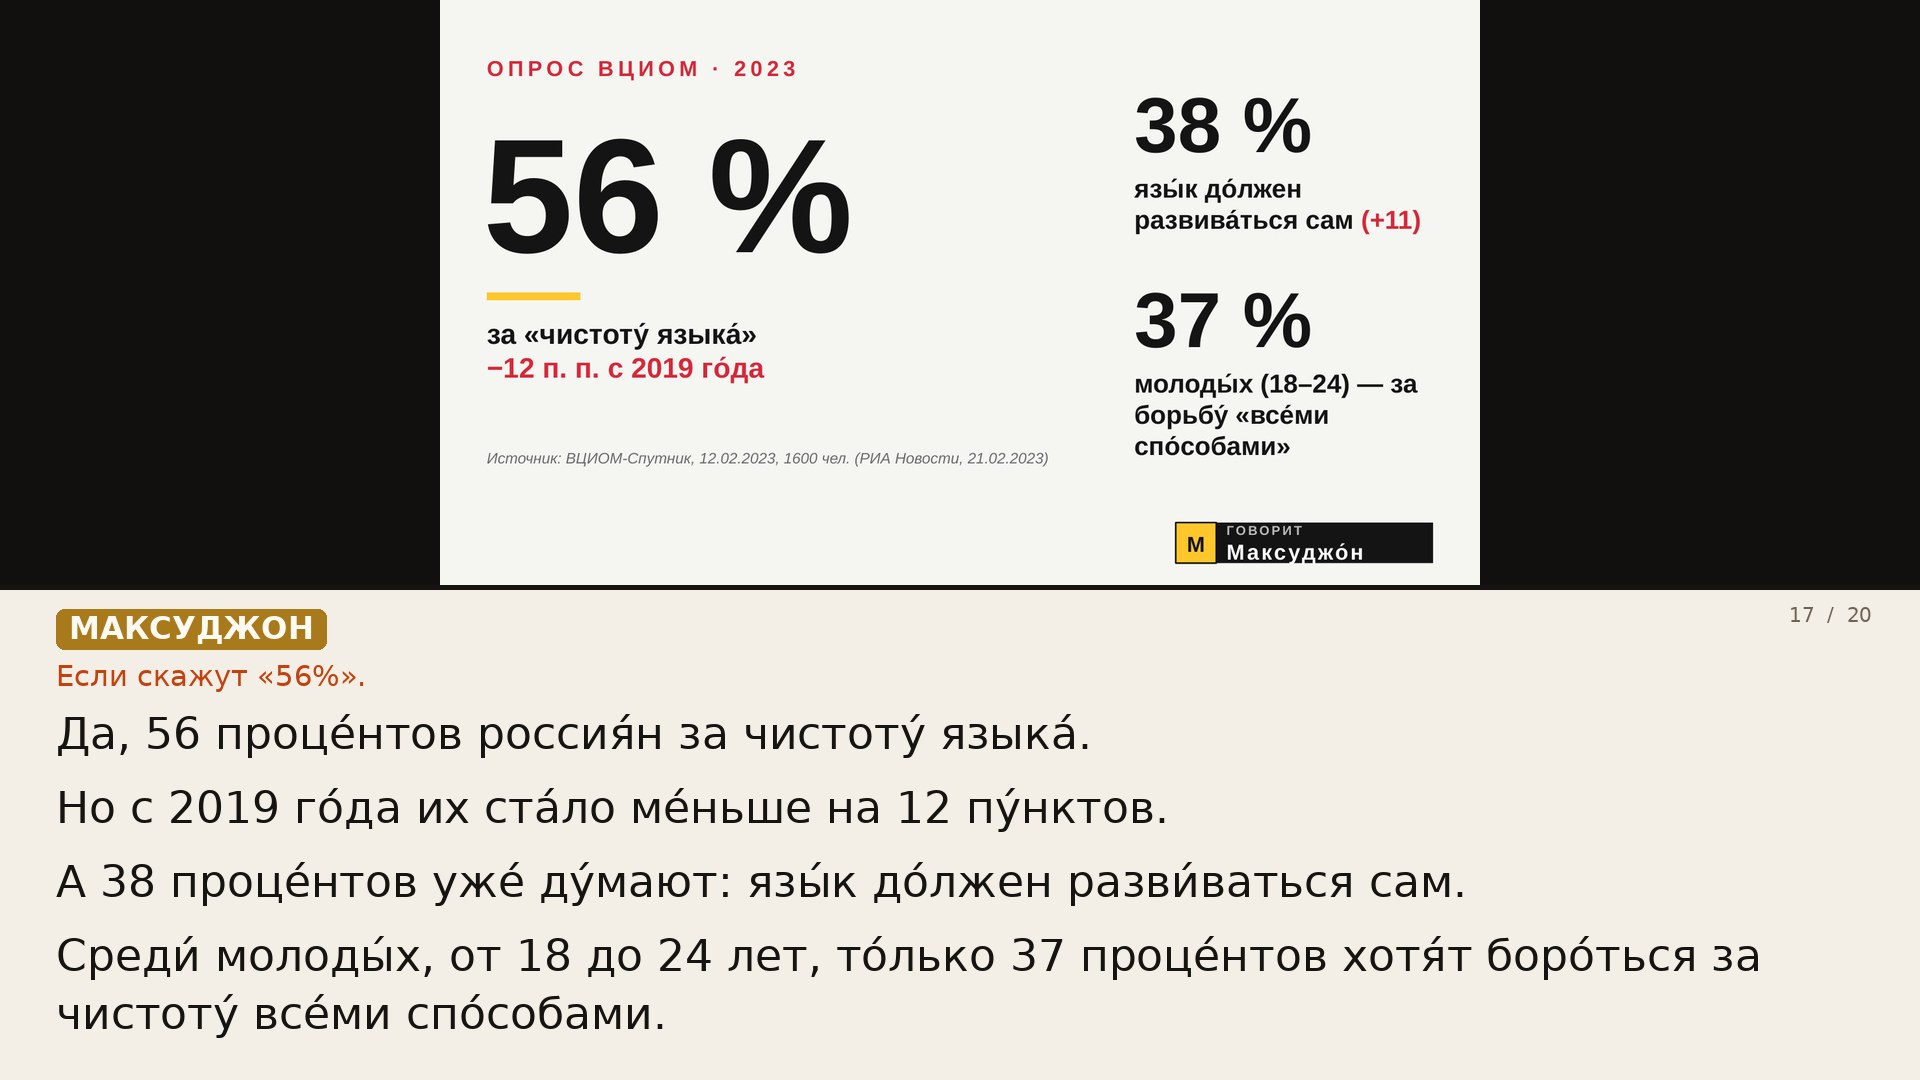 ОПРОС ВЦИОМ · 2023
56 %
за «чистоту́ языка́»
−12 п. п. с 2019 го́да
Источник: ВЦИОМ-Спутник, 12.02.2023, 1600 чел. (РИА Новости, 21.02.2023)
38 %
язы́к до́лжен
развива́ться сам (+11)
37 %
молоды́х (18–24) — за
борьбу́ «все́ми
спо́собами»
М
ГОВОРИТ
Максуджо́н
МАКСУДЖОН
17 / 20
Если скажут «56%».
Да, 56 проце́нтов россия́н за чистоту́ языка́.
Но с 2019 го́да их ста́ло ме́ньше на 12 пу́нктов.
А 38 проце́нтов уже́ ду́мают: язы́к до́лжен разви́ваться сам.
Среди́ молоды́х, от 18 до 24 лет, то́лько 37 проце́нтов хотя́т боро́ться за
чистоту́ все́ми спо́собами.